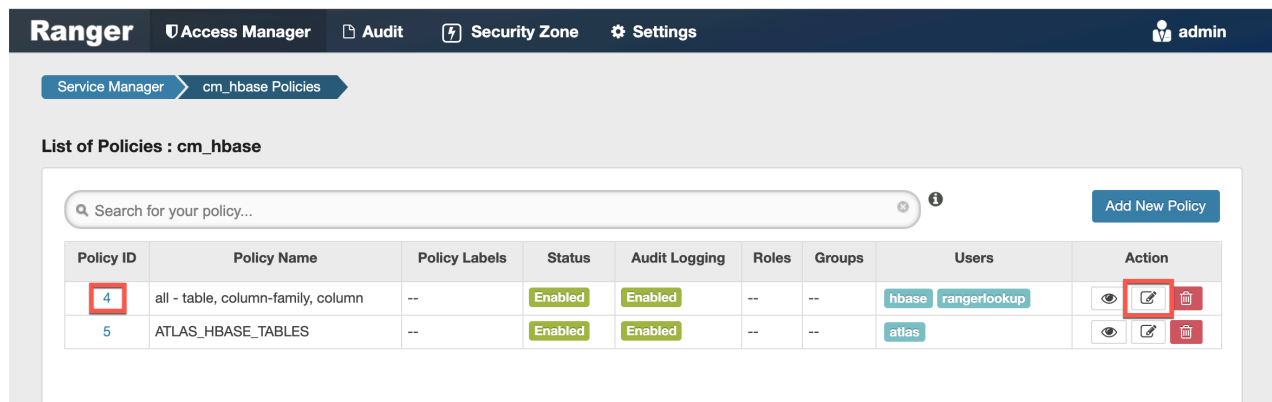 Ranger Access Manager Audit Security Zone Settings admin
Service Manager cm_hbase Policies
List of Policies : cm_hbase
Search for your policy... Add New Policy
Policy ID Policy Name Policy Labels Status Audit Logging Roles Groups Users Action
4 all - table, column-family, column -- Enabled Enabled -- -- hbase rangerlookup
5 ATLAS_HBASE_TABLES -- Enabled Enabled -- -- atlas